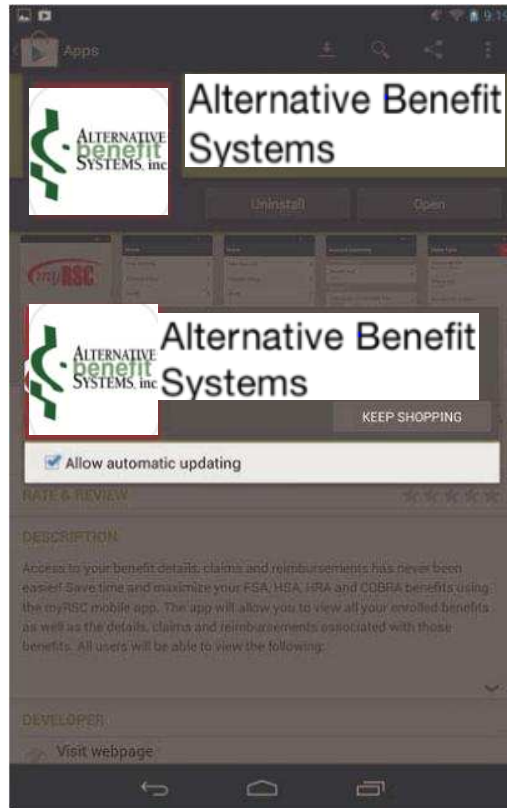 9:19
Apps
ALTERNATIVE
benefit
SYSTEMS, inc
Alternative Benefit
Systems
Uninstall
Open
myRSC
ALTERNATIVE
benefit
SYSTEMS, inc
Alternative Benefit
Systems
KEEP SHOPPING
Allow automatic updating
RATE & REVIEW
DESCRIPTION
Access to your benefit details, claims and reimbursements has never been
easier! Save time and maximize your FSA, HSA, HRA and COBRA benefits using
the myRSC mobile app. The app will allow you to view all your enrolled benefits
as well as the details, claims and reimbursements associated with those
benefits. All users will be able to view the following:
DEVELOPER
Visit webpage